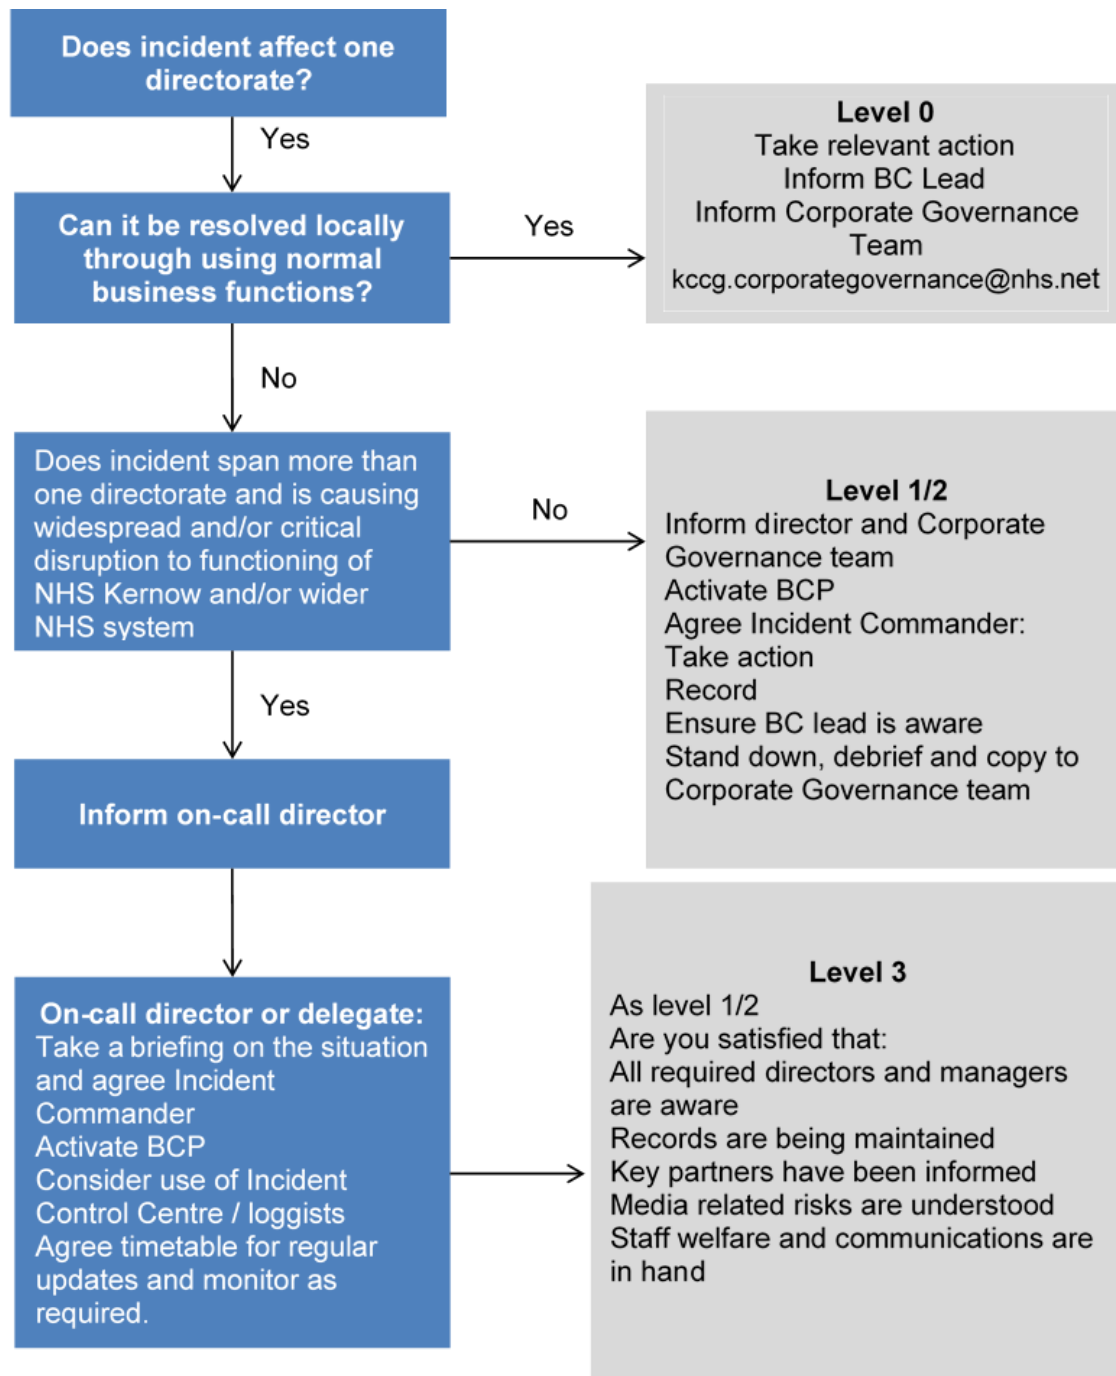 Does incident affect one
directorate?
Yes
Can it be resolved locally
through using normal
business functions?
Yes
Level 0
Take relevant action
Inform BC Lead
Inform Corporate Governance
Team
kccg.corporategovernance@nhs.net
No
Does incident span more than
one directorate and is causing
widespread and/or critical
disruption to functioning of
NHS Kernow and/or wider
NHS system
No
Level 1/2
Inform director and Corporate
Governance team
Activate BCP
Agree Incident Commander:
Take action
Record
Ensure BC lead is aware
Stand down, debrief and copy to
Corporate Governance team
Yes
Inform on-call director
On-call director or delegate:
Take a briefing on the situation
and agree Incident
Commander
Activate BCP
Consider use of Incident
Control Centre / loggists
Agree timetable for regular
updates and monitor as
required.
Level 3
As level 1/2
Are you satisfied that:
All required directors and managers
are aware
Records are being maintained
Key partners have been informed
Media related risks are understood
Staff welfare and communications are
in hand